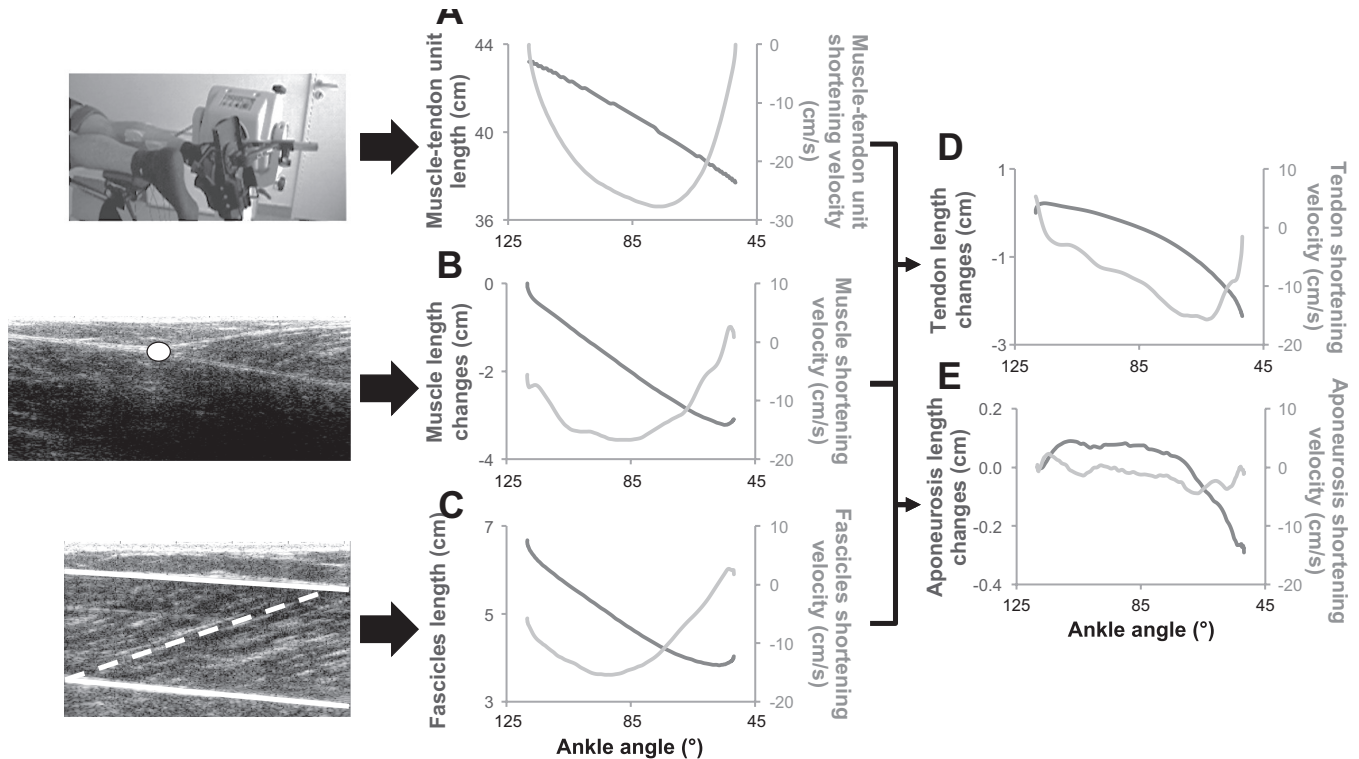 A
Muscle-tendon unit
length (cm)
44
40
36
125
85
45
0
-10
-20
-30
Muscle-tendon unit
shortening velocity
(cm/s)
B
Muscle length
changes (cm)
0
-2
-4
125
85
45
10
0
-10
-20
Muscle shortening
velocity (cm/s)
C
Fascicles length (cm)
7
5
3
125
85
45
10
0
-10
-20
Fascicles shortening
velocity (cm/s)
Ankle angle (°)
D
Tendon length
changes (cm)
1
-1
-3
125
85
45
10
0
-10
-20
Tendon shortening
velocity (cm/s)
E
Aponeurosis length
changes (cm)
0.2
0.0
-0.2
-0.4
125
85
45
10
0
-10
-20
Aponeurosis shortening
velocity (cm/s)
Ankle angle (°)